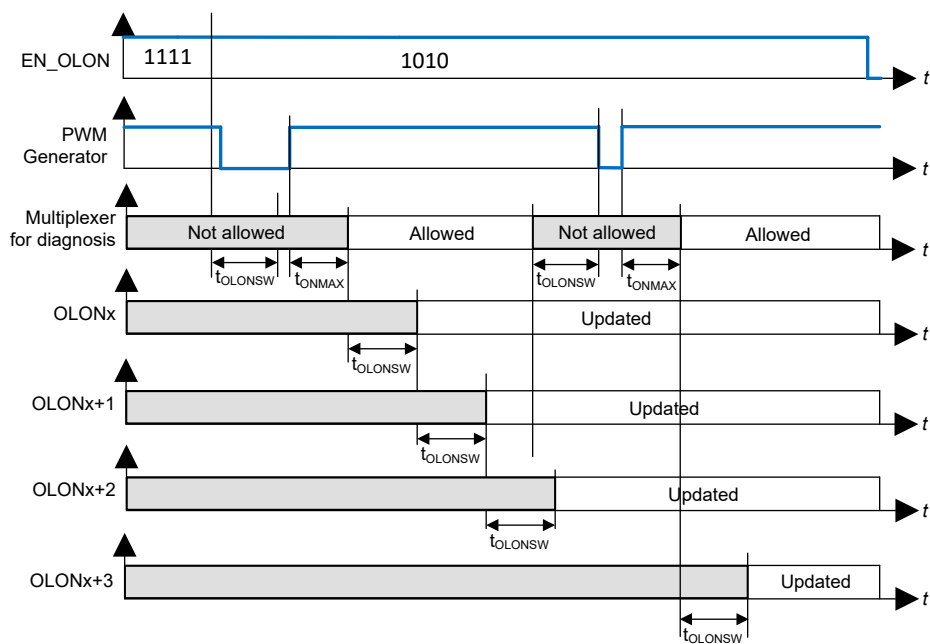 EN_OLON 1111 1010 t
PWM Generator t
Multiplexer for diagnosis Not allowed Allowed Not allowed Allowed t
tOLONSW tONMAX tOLONSW tONMAX
OLONx Updated t
tOLONSW
OLONx+1 Updated t
tOLONSW
OLONx+2 Updated t
tOLONSW
OLONx+3 Updated t
tOLONSW